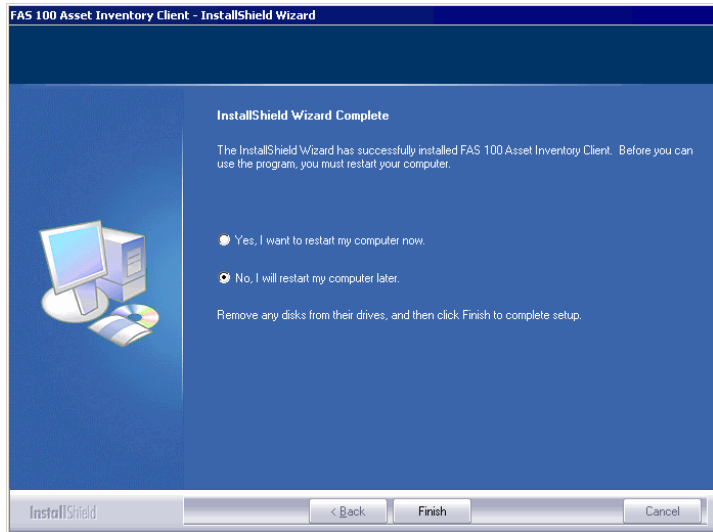 FAS 100 Asset Inventory Client - InstallShield Wizard
InstallShield Wizard Complete
The InstallShield Wizard has successfully installed FAS 100 Asset Inventory Client. Before you can
use the program, you must restart your computer.
Yes, I want to restart my computer now.
No, I will restart my computer later.
Remove any disks from their drives, and then click Finish to complete setup.
InstallShield
< Back
Finish
Cancel